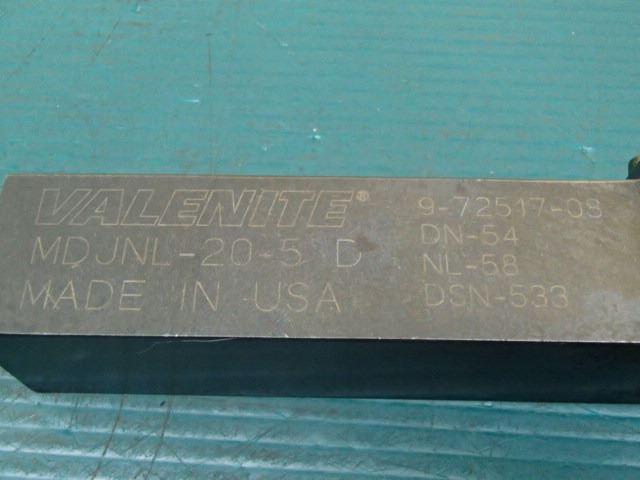 VALENITE®
MDJNL-20-5 D
MADE IN USA
9-72517-08
DN-54
NL-58
DSN-533